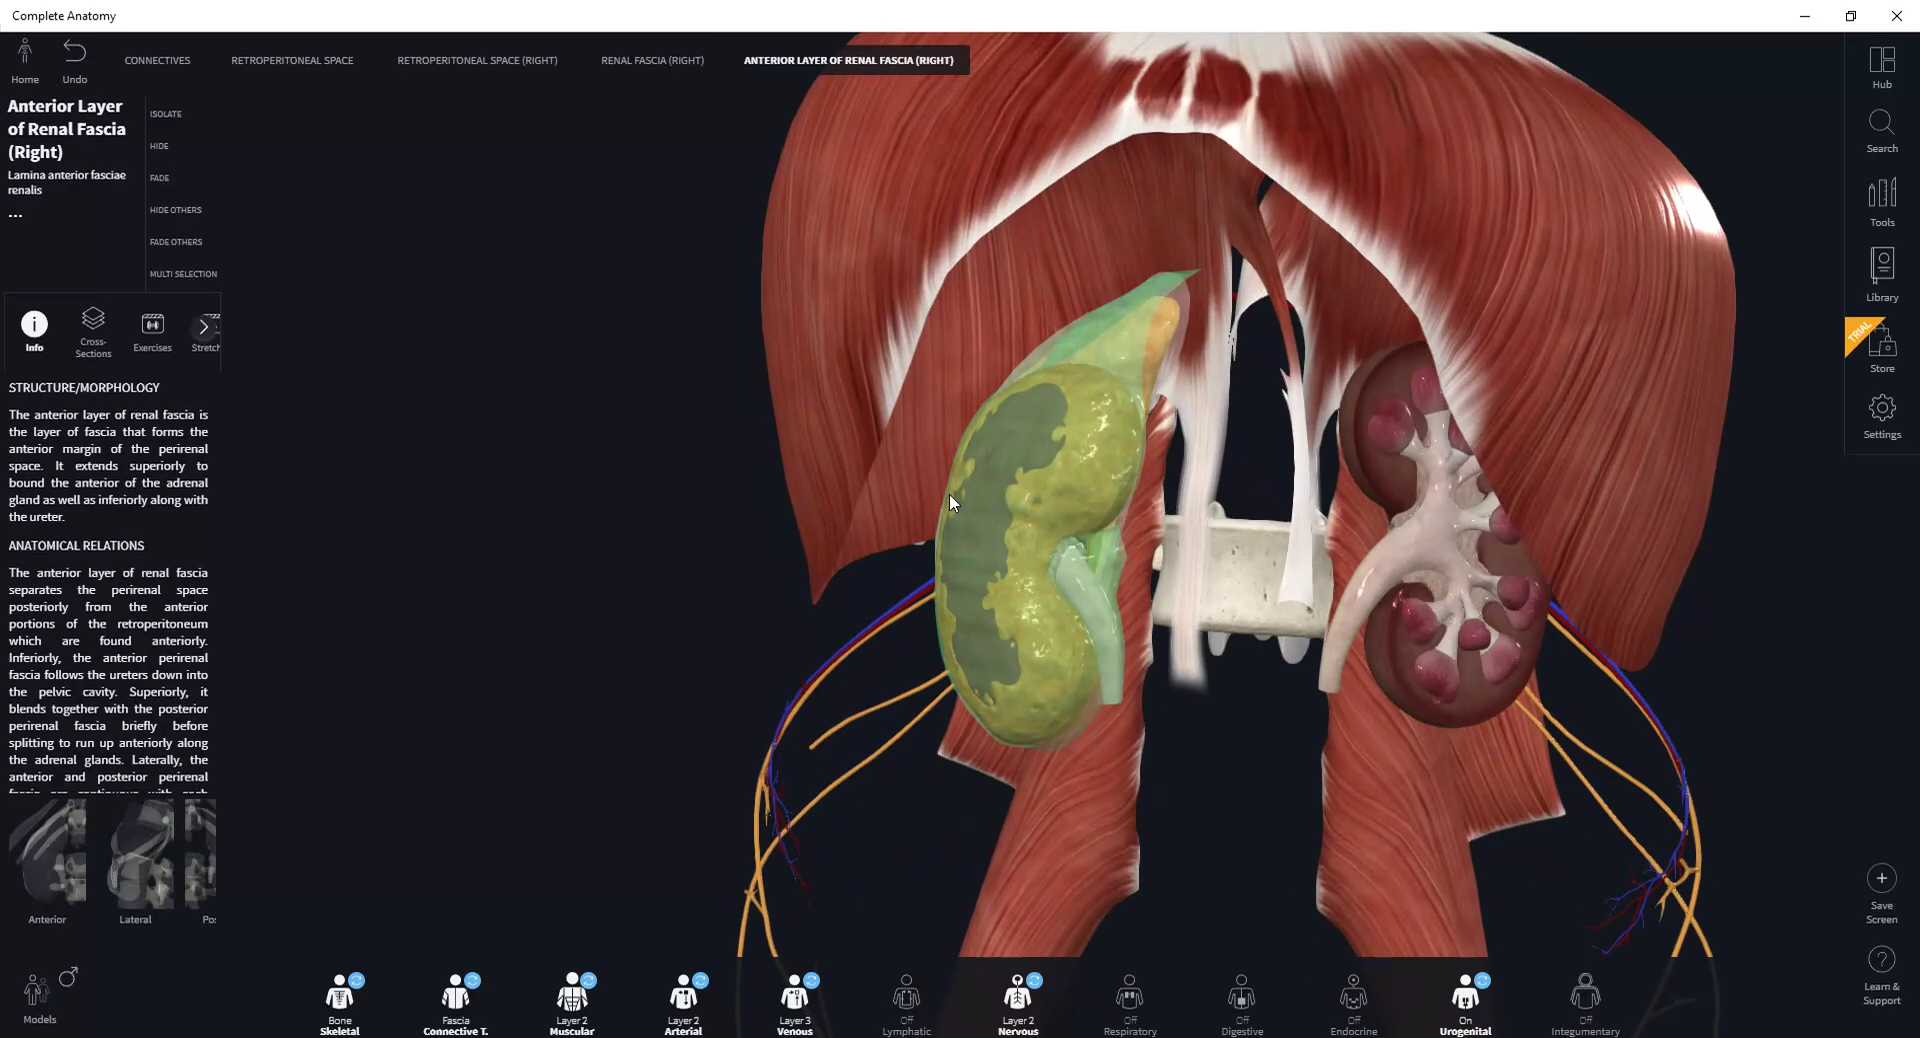 Complete Anatomy
Home
Undo
CONNECTIVES
RETROPERITONEAL SPACE
RETROPERITONEAL SPACE (RIGHT)
RENAL FASCIA (RIGHT)
ANTERIOR LAYER OF RENAL FASCIA (RIGHT)
Anterior Layer
of Renal Fascia
(Right)
Lamina anterior fasciae
renalis
...
ISOLATE
HIDE
FADE
HIDE OTHERS
FADE OTHERS
MULTI SELECTION
Info
Cross-
Sections
Exercises
Stretch
STRUCTURE/MORPHOLOGY
The anterior layer of renal fascia is
the layer of fascia that forms the
anterior margin of the perirenal
space. It extends superiorly to
bound the anterior of the adrenal
gland as well as inferiorly along with
the ureter.
ANATOMICAL RELATIONS
The anterior layer of renal fascia
separates the perirenal space
posteriorly from the anterior
portions of the retroperitoneum
which are found anteriorly.
Inferiorly, the anterior perirenal
fascia follows the ureters down into
the pelvic cavity. Superiorly, it
blends together with the posterior
perirenal fascia briefly before
splitting to run up anteriorly along
the adrenal glands. Laterally, the
anterior and posterior perirenal
Anterior
Lateral
Pos
Models
Bone
Skeletal
Fascia
Connective T.
Layer 2
Muscular
Layer 2
Arterial
Layer 3
Venous
Off
Lymphatic
Layer 2
Nervous
Off
Respiratory
Off
Digestive
Off
Endocrine
On
Urogenital
Off
Integumentary
Hub
Search
Tools
Library
TRIAL
Store
Settings
Save
Screen
Learn &
Support